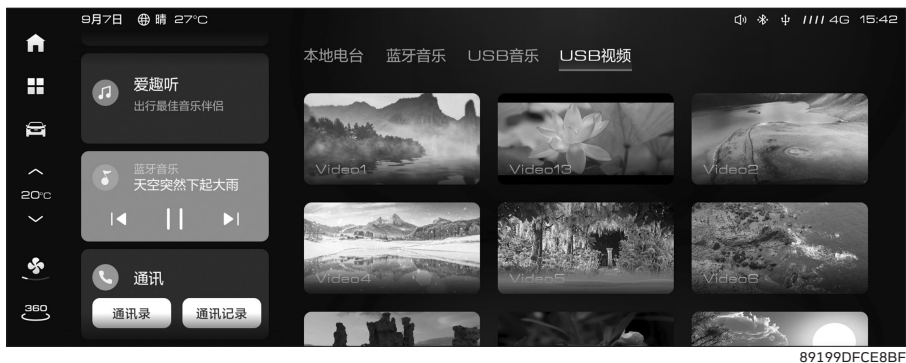 9月7日 晴 27°C
4G 15:42
本地电台 蓝牙音乐 USB音乐 USB视频
爱趣听
出行最佳音乐伴侣
蓝牙音乐
天空突然下起大雨
20°C
通讯
通讯录 通讯记录
360
Video1 Video13 Video2
Video4 Video5 Video6
89199DFCE8BF